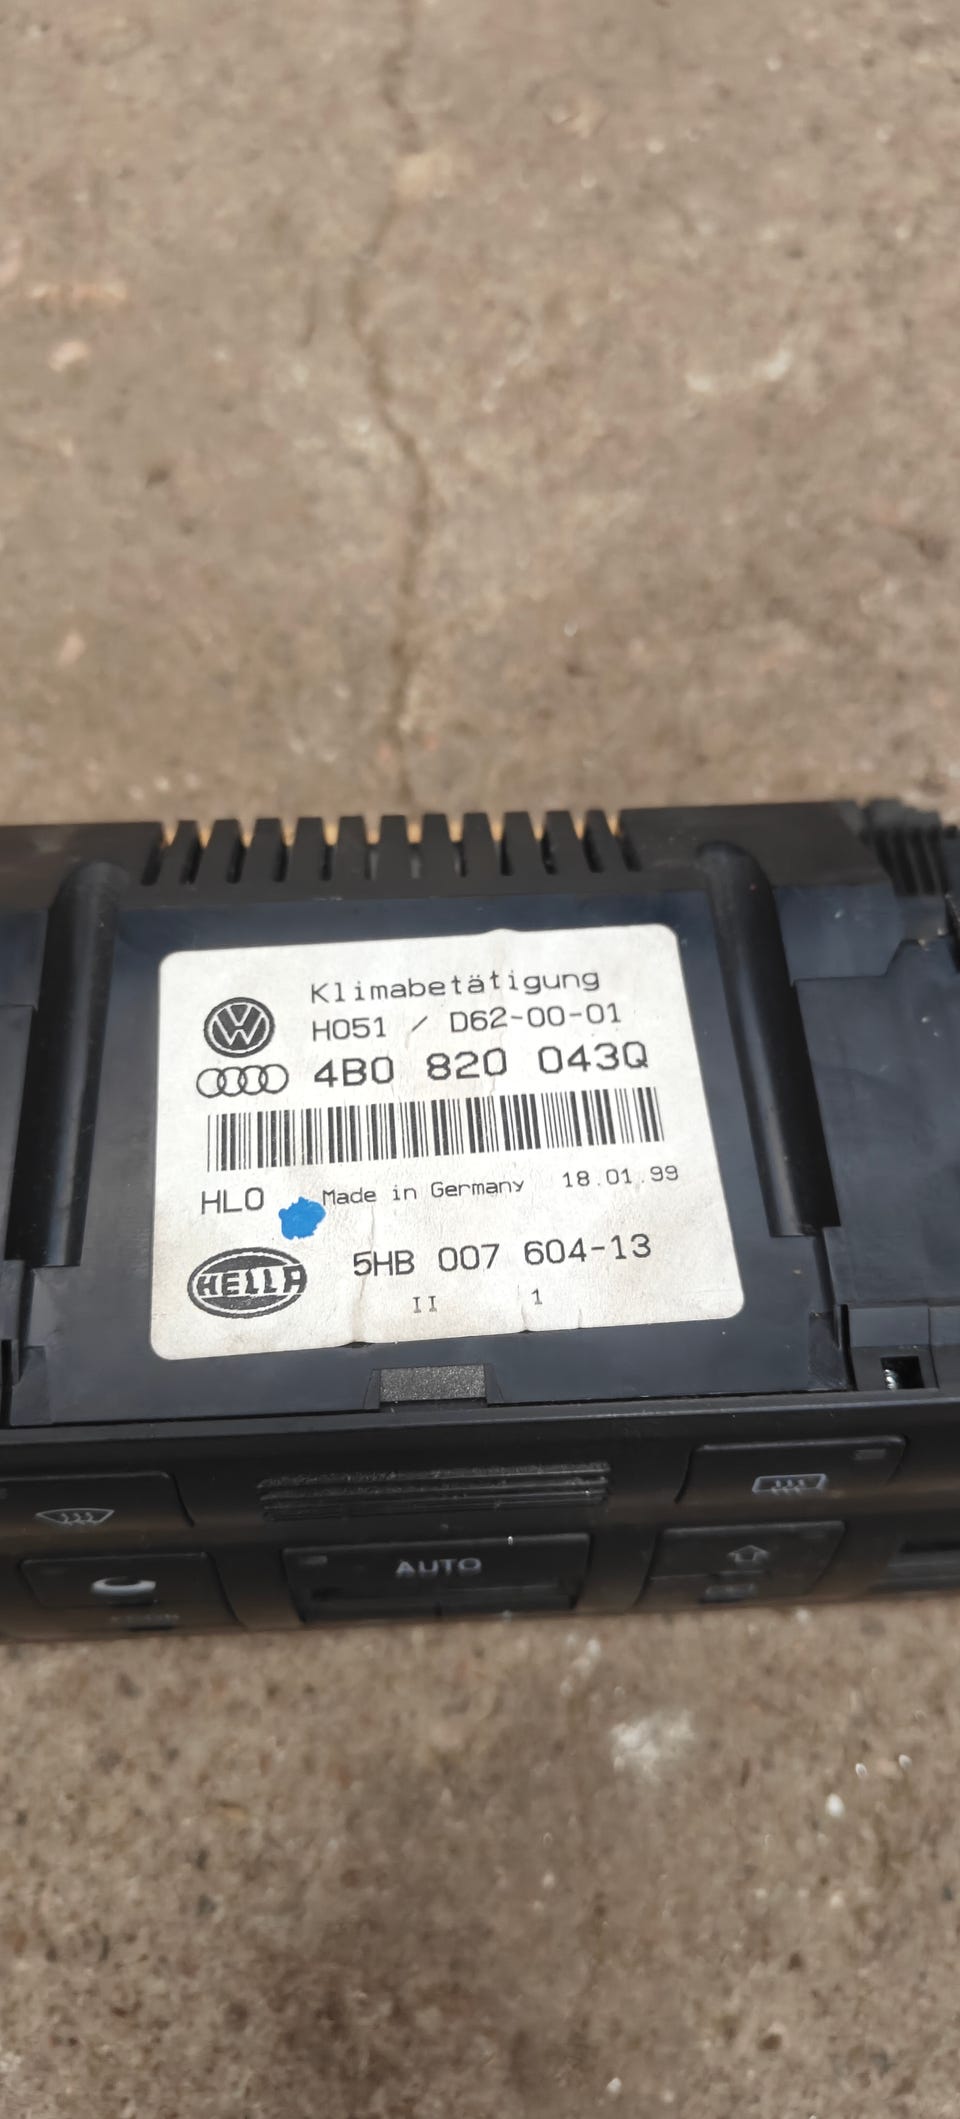 Klimabetätigung
H051 / D62-00-01
4B0 820 043Q
HLO Made in Germany 18.01.99
HELLA 5HB 007 604-13
II 1
AUTO